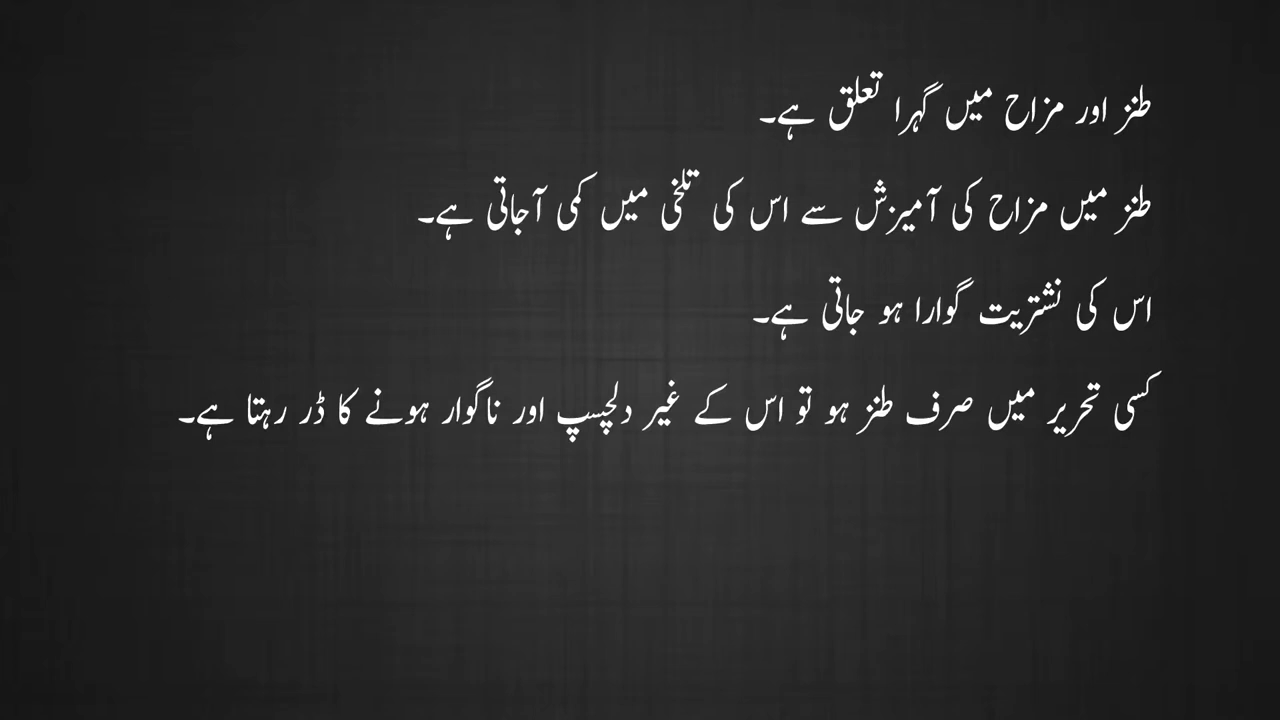 طنز اور مزاح میں گہرا تعلق ہے۔
طنز میں مزاح کی آمیزش سے اس کی تلخی میں کمی آجاتی ہے۔
اس کی نشتریت گوارا ہو جاتی ہے۔
کسی تحریر میں صرف طنز ہو تو اس کے غیر دلچسپ اور ناگوار ہونے کا ڈر رہتا ہے۔